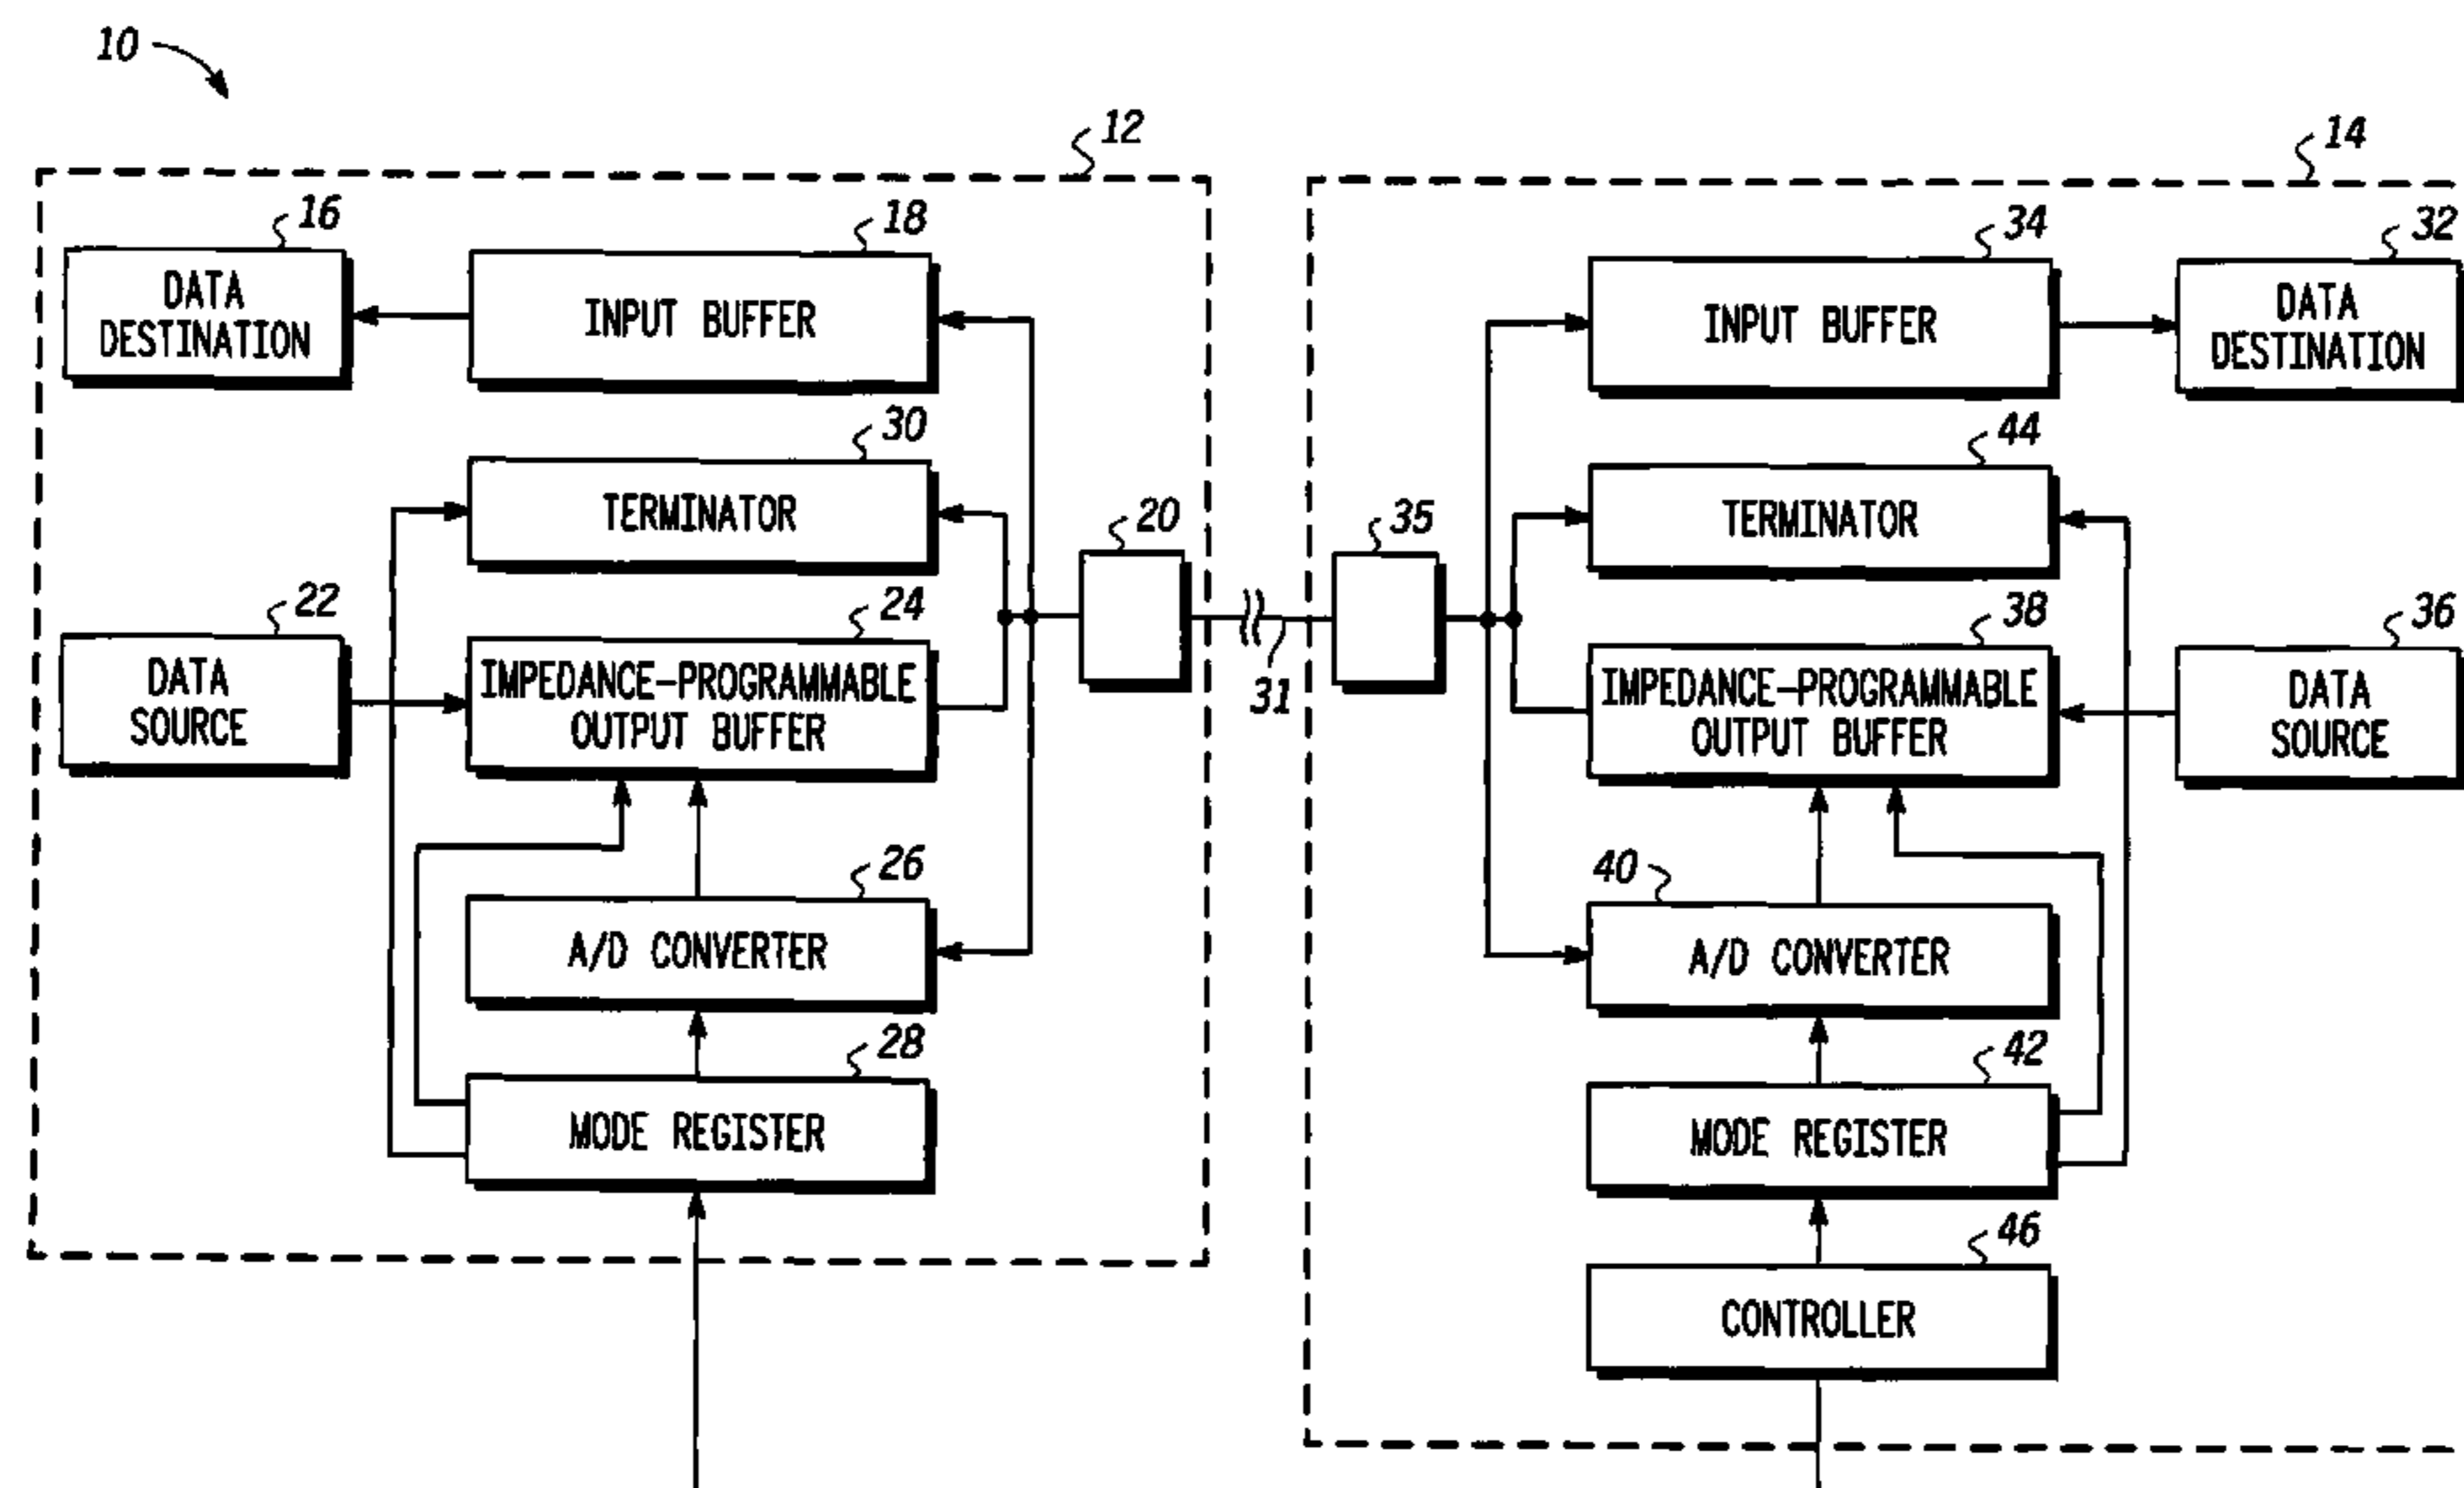 10
12
14
16
18
34
32
DATA
DESTINATION
INPUT BUFFER
INPUT BUFFER
DATA
DESTINATION
30
44
TERMINATOR
TERMINATOR
20
35
22
24
38
36
DATA
SOURCE
IMPEDANCE-PROGRAMMABLE
OUTPUT BUFFER
31
IMPEDANCE-PROGRAMMABLE
OUTPUT BUFFER
DATA
SOURCE
26
40
A/D CONVERTER
A/D CONVERTER
28
42
MODE REGISTER
MODE REGISTER
46
CONTROLLER